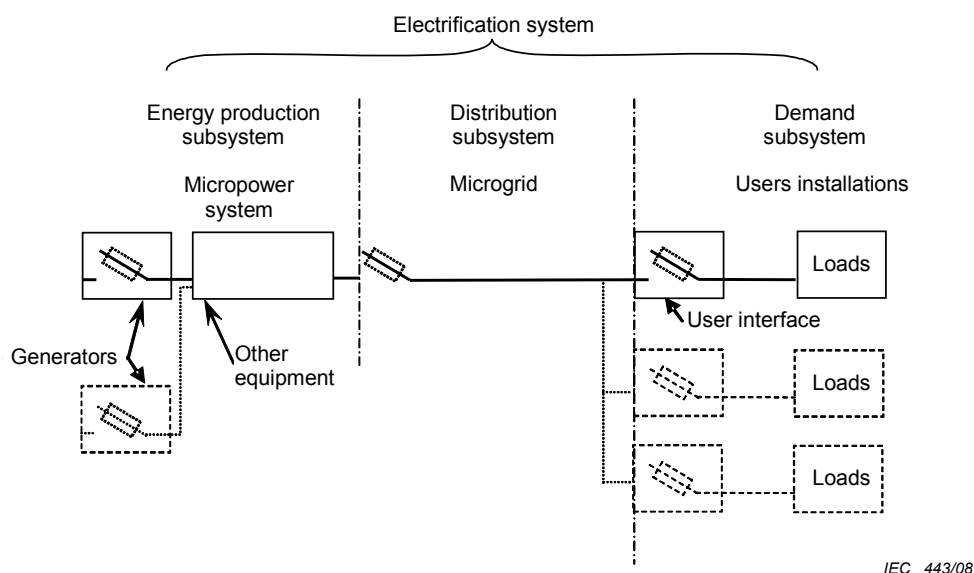 Electrification system
Energy production
subsystem
Distribution
subsystem
Demand
subsystem
Micropower
system
Microgrid
Users installations
Loads
User interface
Generators
Other
equipment
Loads
Loads
IEC 443/08